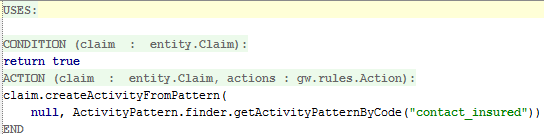 USES:
CONDITION (claim : entity.Claim):
return true
ACTION (claim : entity.Claim, actions : gw.rules.Action):
claim.createActivityFromPattern(
null, ActivityPattern.finder.getActivityPatternByCode("contact_insured"))
END